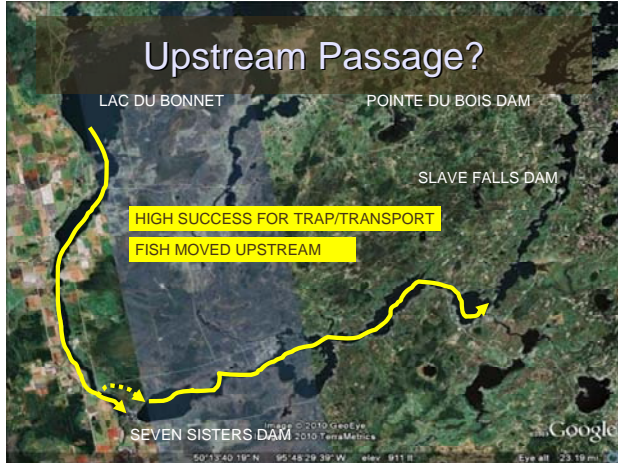 Upstream Passage?
LAC DU BONNET
POINTE DU BOIS DAM
SLAVE FALLS DAM
HIGH SUCCESS FOR TRAP/TRANSPORT
FISH MOVED UPSTREAM
Image © 2010 GeoEye
SEVEN SISTERS DAM
2010 TerraMetrics
Google
50°13'40.19" N 95°48'29.39" W elev 911 ft
Eye alt 23.19 mi